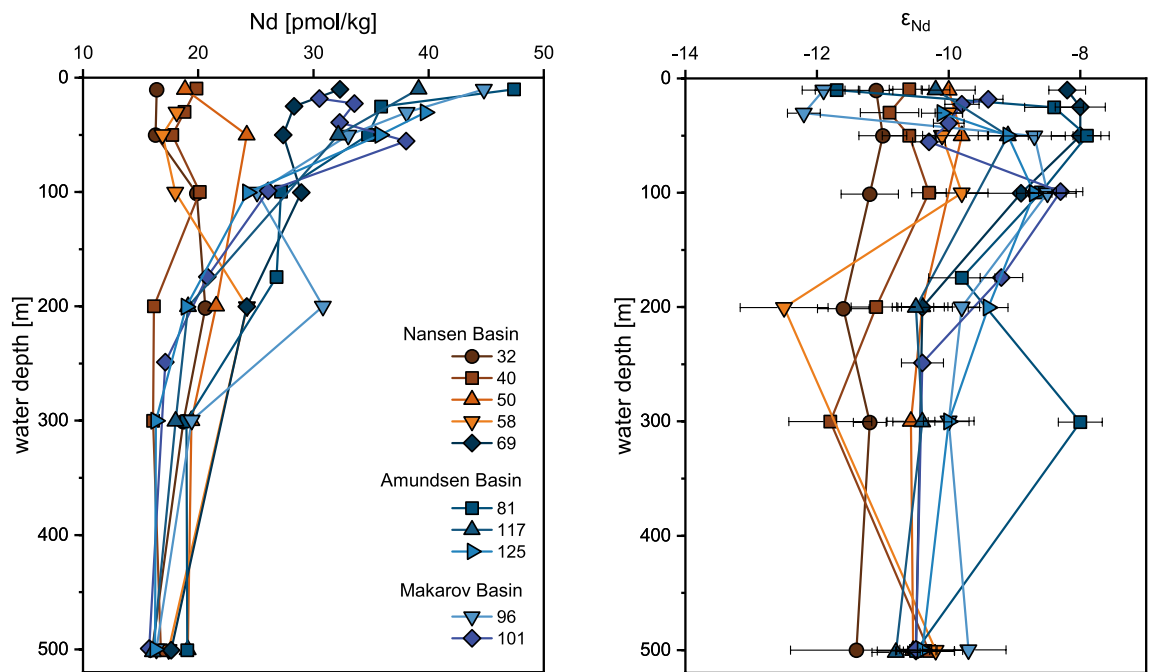 Nd [pmol/kg]
10 20 30 40 50
0
100
200
300
400
500
water depth [m]
Nansen Basin
32
40
50
58
69
Amundsen Basin
81
117
125
Makarov Basin
96
101
εNd
-14 -12 -10 -8
0
100
200
300
400
500
water depth [m]